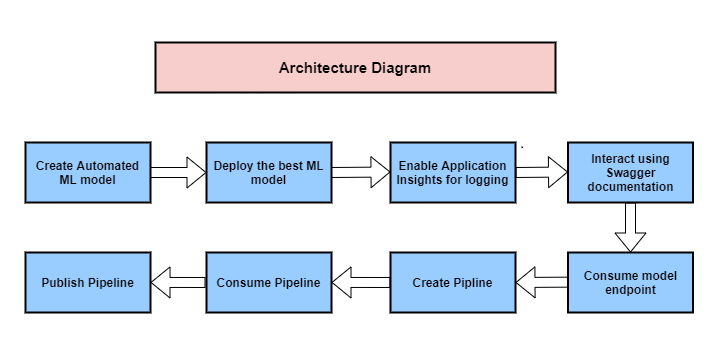 Architecture Diagram
Create Automated
ML model
Deploy the best ML
model
Enable Application
Insights for logging
Interact using
Swagger
documentation
Publish Pipeline
Consume Pipeline
Create Pipline
Consume model
endpoint